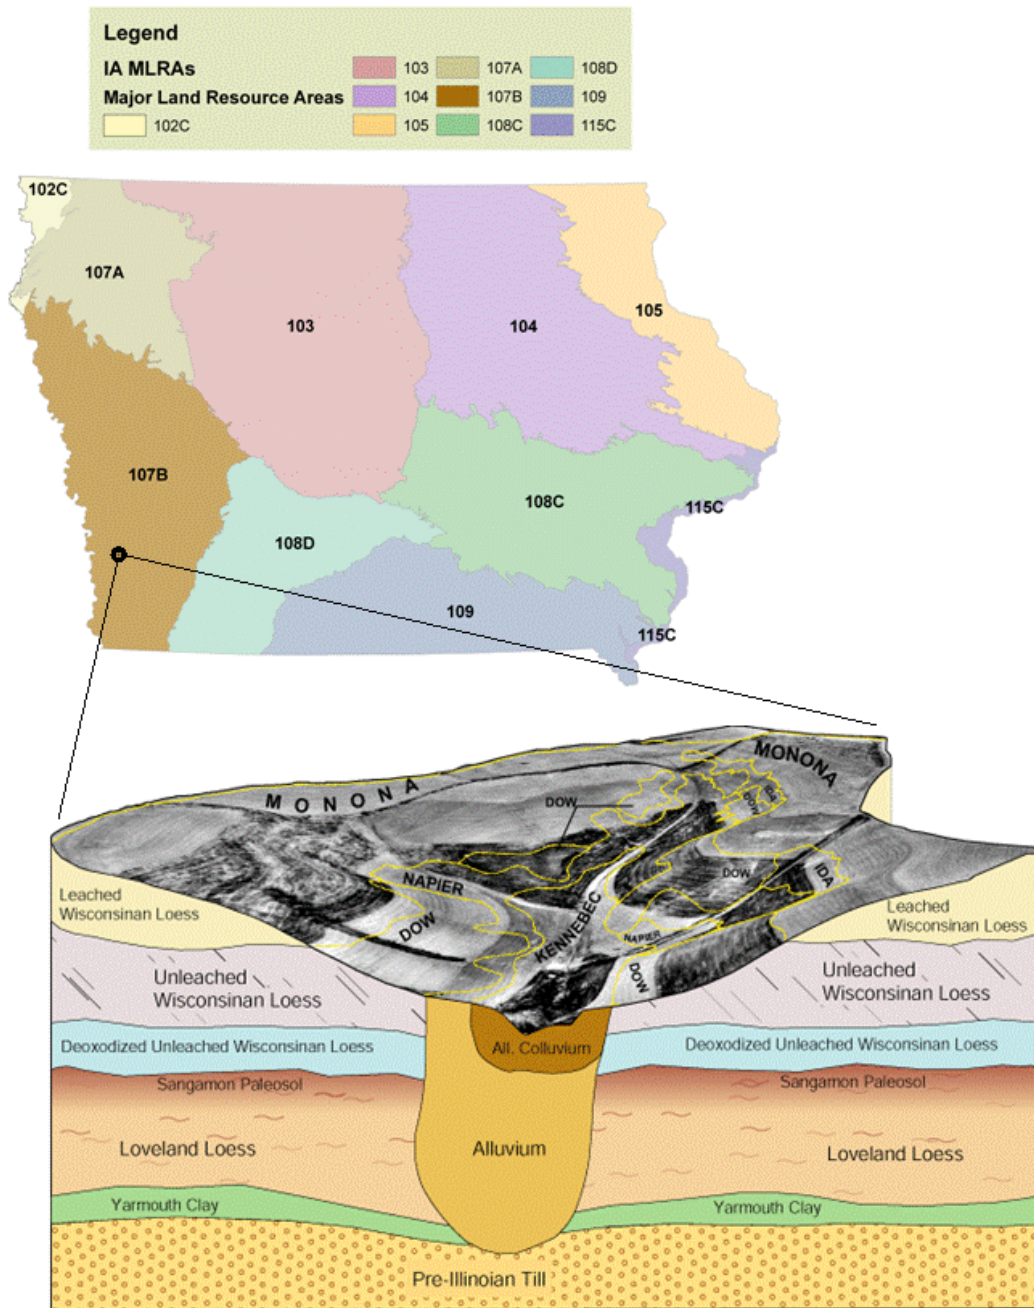 Legend
IA MLRAs
Major Land Resource Areas
102C
103
104
105
107A
107B
108C
108D
109
115C
102C
107A
103
104
105
107B
108C
115C
108D
109
115C
MONONA
MONONA
DOW
DOW
IDA
NAPIER
DOW
IDA
DOW
KENNEBEC
NAPIER
DOW
Leached
Wisconsinan Loess
Leached
Wisconsinan Loess
Unleached
Wisconsinan Loess
Unleached
Wisconsinan Loess
Deoxodized Unleached Wisconsinan Loess
All. Colluvium
Deoxodized Unleached Wisconsinan Loess
Sangamon Paleosol
Sangamon Paleosol
Loveland Loess
Alluvium
Loveland Loess
Yarmouth Clay
Yarmouth Clay
Pre-Illinoian Till